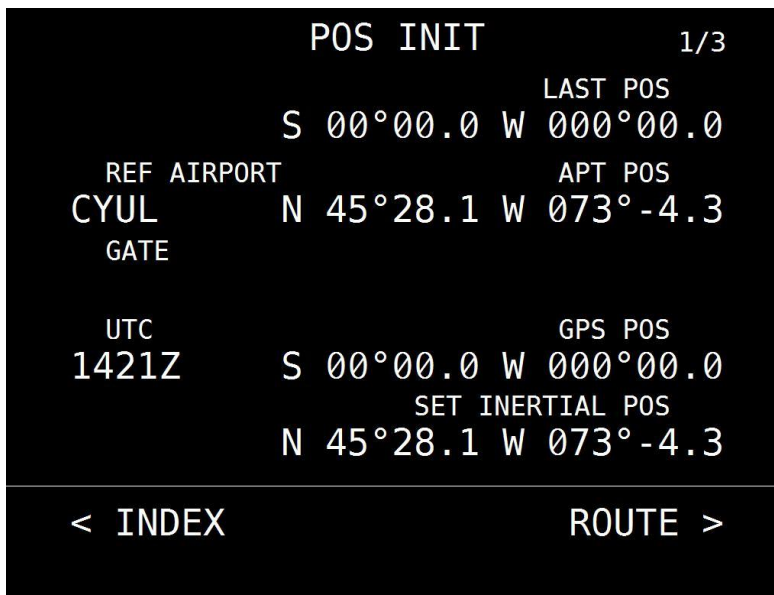 POS INIT 1/3
LAST POS
S 00°00.0 W 000°00.0
REF AIRPORT APT POS
CYUL N 45°28.1 W 073°-4.3
GATE
UTC GPS POS
1421Z S 00°00.0 W 000°00.0
SET INERTIAL POS
N 45°28.1 W 073°-4.3
< INDEX ROUTE >